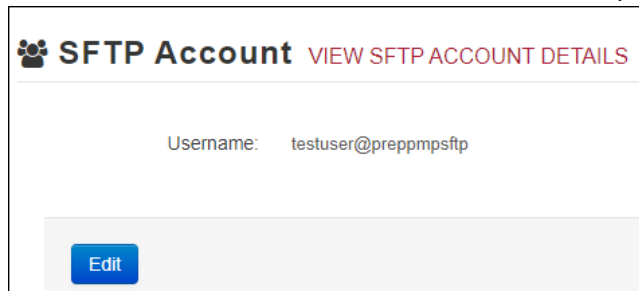 SFTP Account VIEW SFTP ACCOUNT DETAILS
Username: testuser@preppmpsftp
Edit